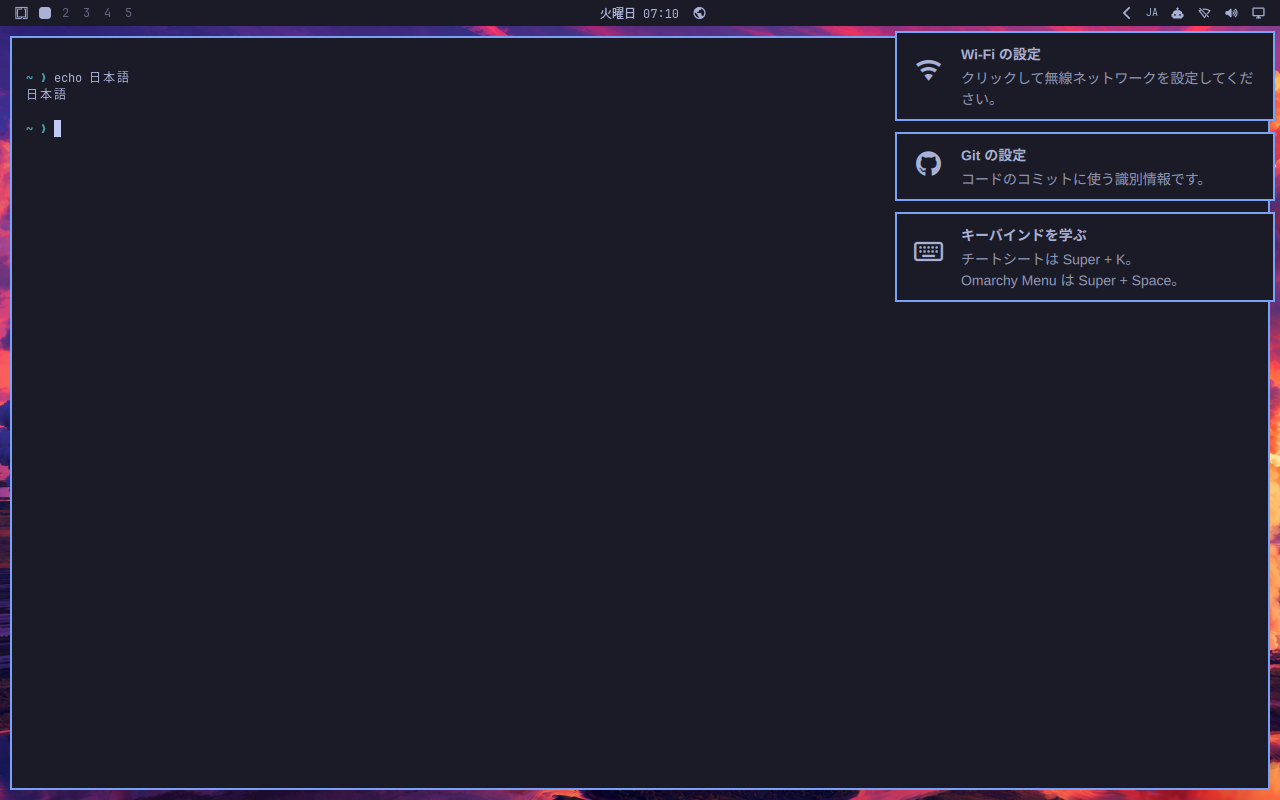 2 3 4 5
火曜日 07:10
JA
~ ❯ echo 日本語
日本語
~ ❯
Wi-Fi の設定
クリックして無線ネットワークを設定してくだ
さい。
Git の設定
コードのコミットに使う識別情報です。
キーバインドを学ぶ
チートシートは Super + K。
Omarchy Menu は Super + Space。